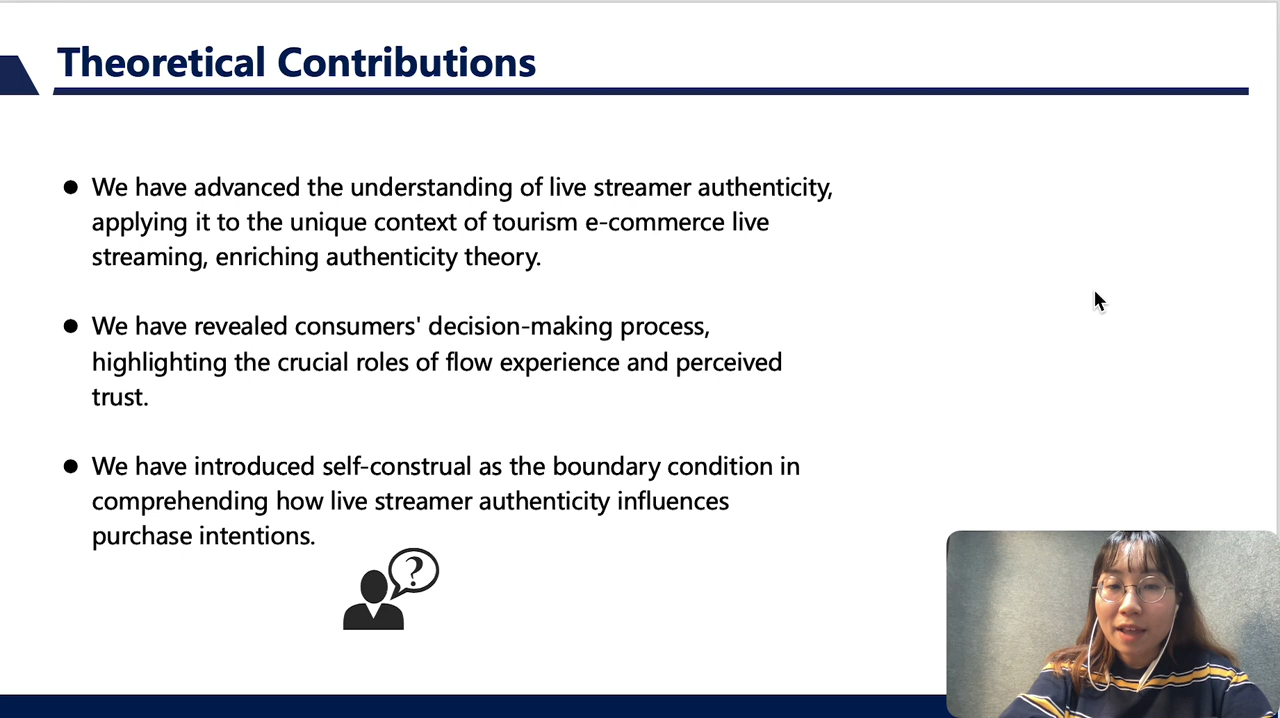 Theoretical Contributions
● We have advanced the understanding of live streamer authenticity,
applying it to the unique context of tourism e-commerce live
streaming, enriching authenticity theory.
● We have revealed consumers' decision-making process,
highlighting the crucial roles of flow experience and perceived
trust.
● We have introduced self-construal as the boundary condition in
comprehending how live streamer authenticity influences
purchase intentions.
?